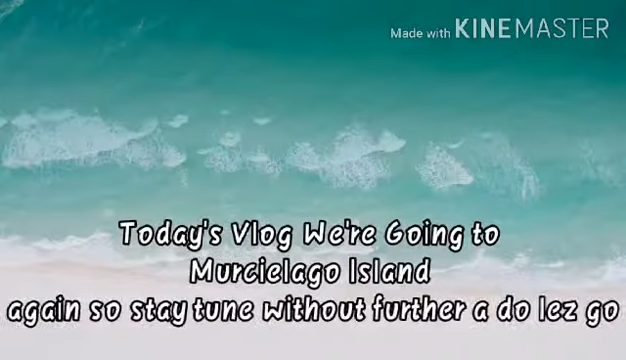 Made with KINEMASTER
Today's Vlog We're Going to
Murcielago Island
again so stay tune without further a do lez go